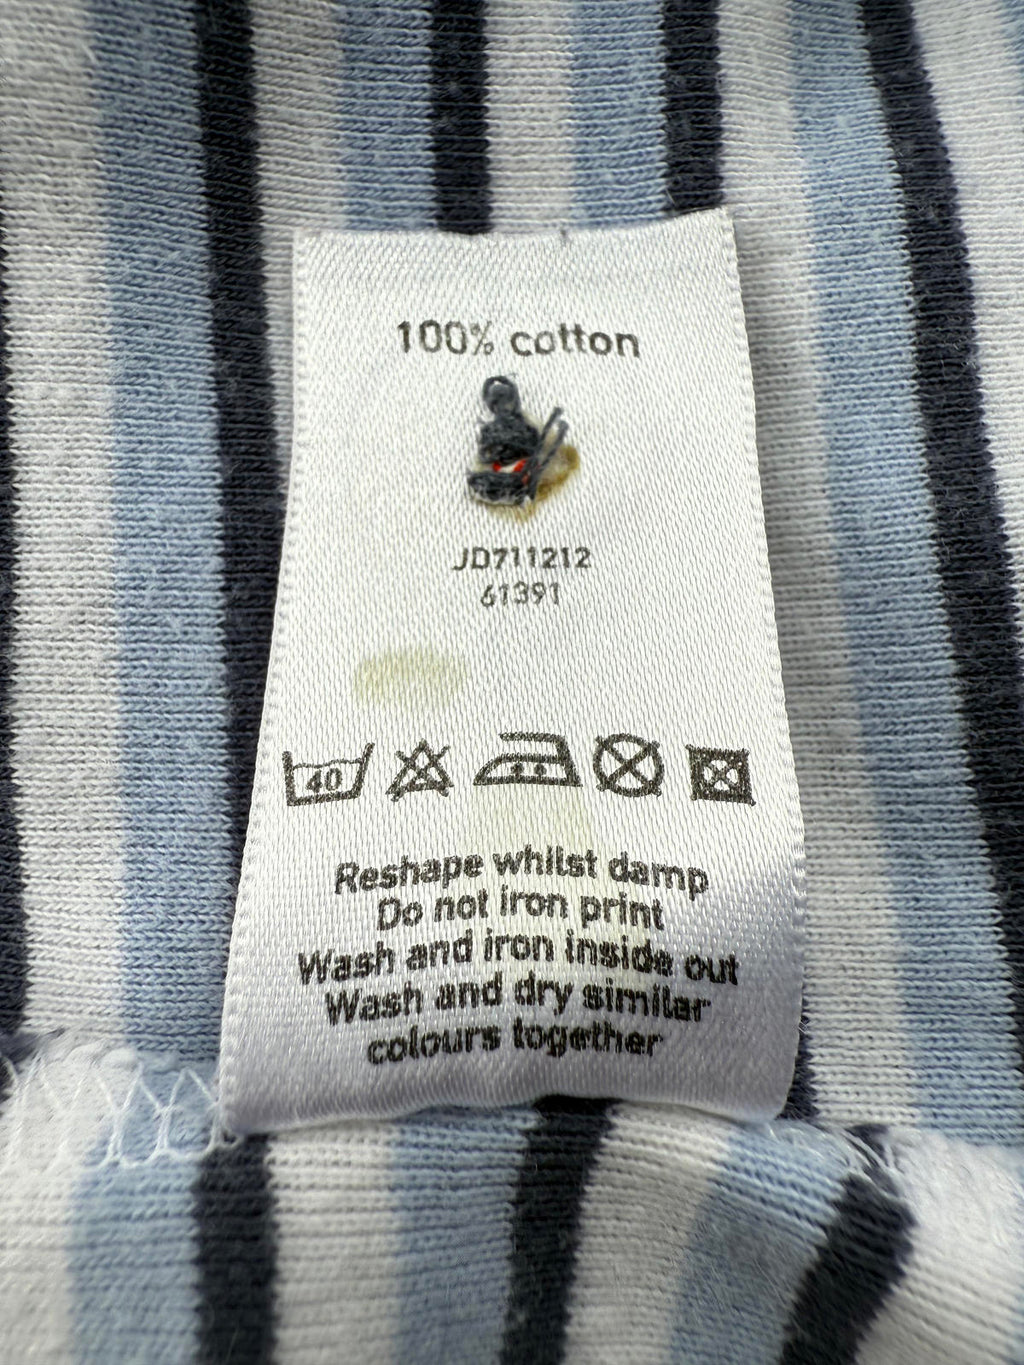 100% cotton
JD711212
61391
40
Reshape whilst damp
Do not iron print
Wash and iron inside out
Wash and dry similar
colours together